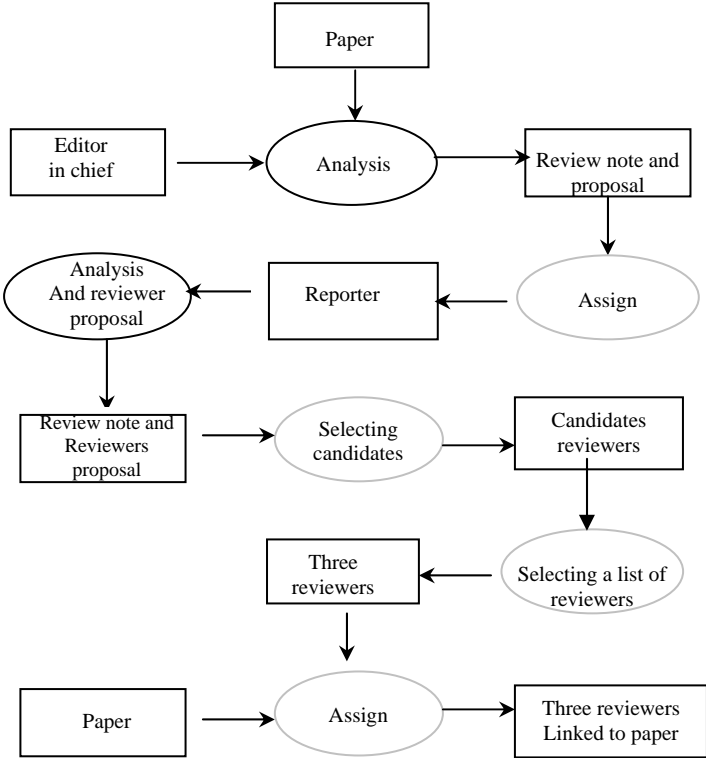 Paper
Editor
in chief
Analysis
Review note and
proposal
Analysis
And reviewer
proposal
Reporter
Assign
Review note and
Reviewers
proposal
Selecting
candidates
Candidates
reviewers
Three
reviewers
Selecting a list of
reviewers
Paper
Assign
Three reviewers
Linked to paper